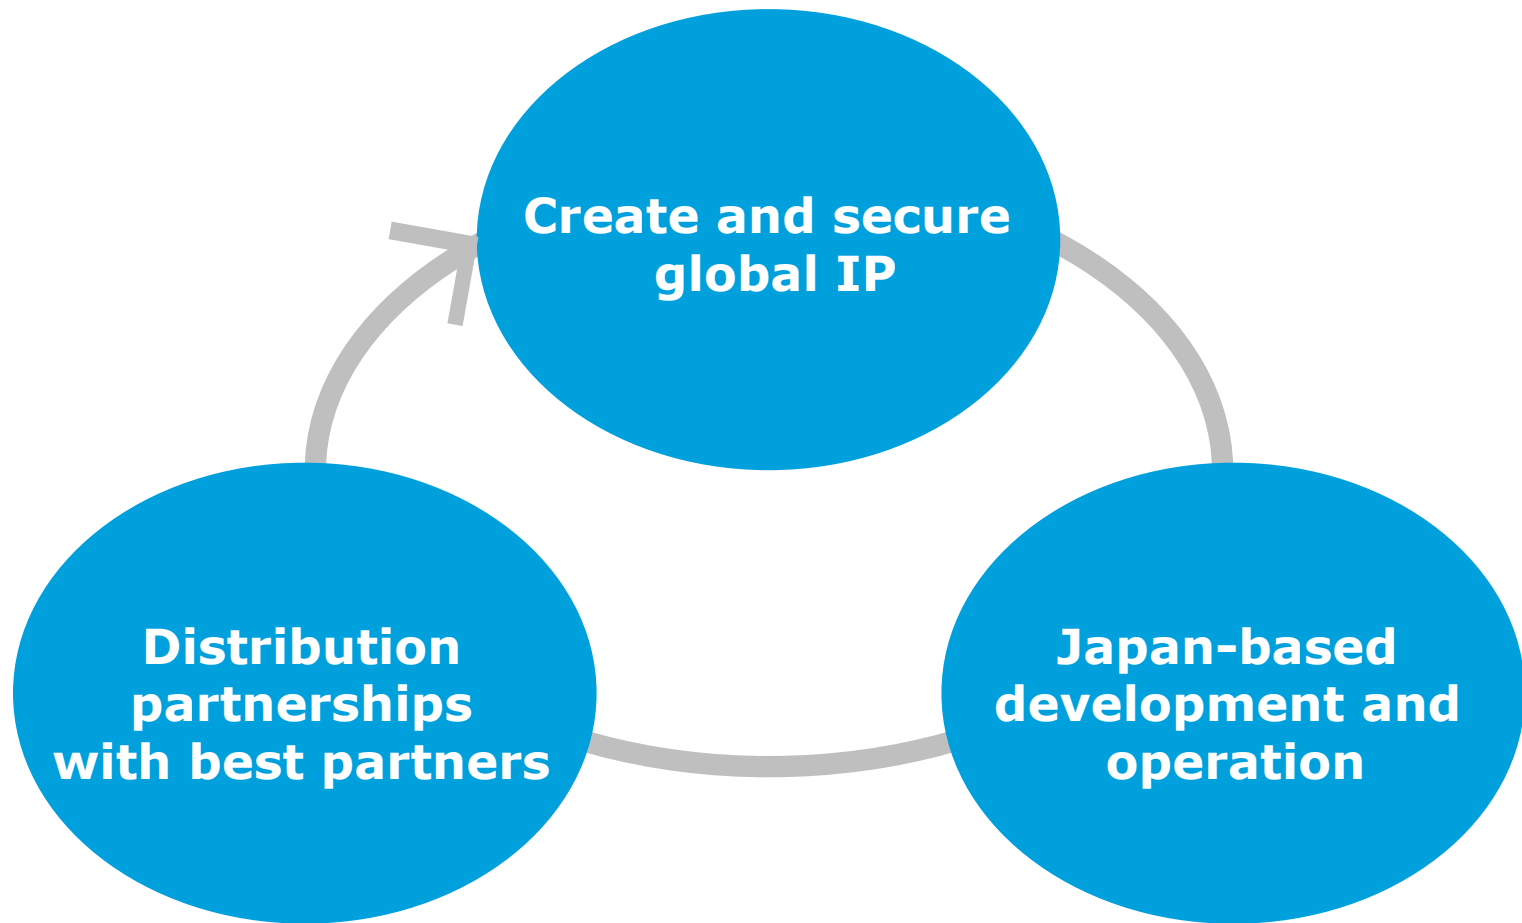 Create and secure
global IP
Distribution
partnerships
with best partners
Japan-based
development and
operation